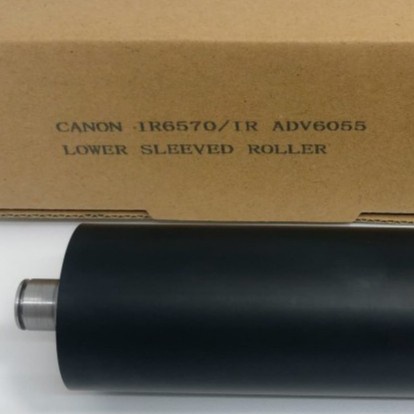 CANON IR6570/IR ADV6055
LOWER SLEEVED ROLLER